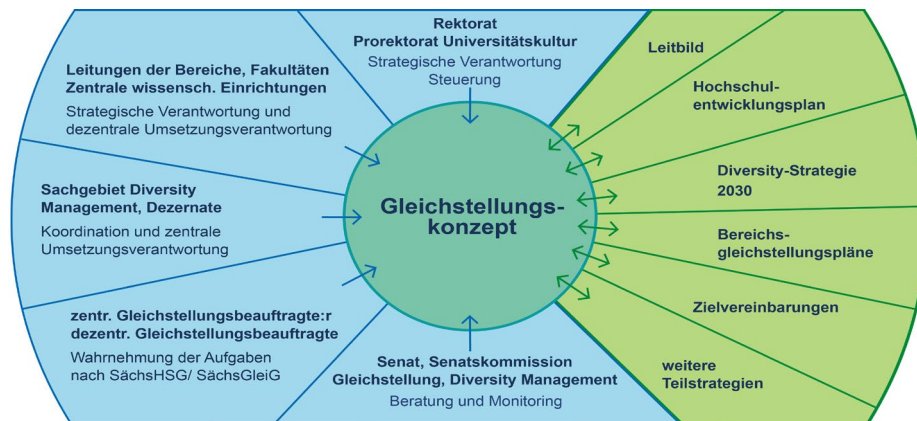 Rektorat
Prorektorat Universitätskultur
Strategische Verantwortung
Steuerung
Leitungen der Bereiche, Fakultäten
Zentrale wissensch. Einrichtungen
Strategische Verantwortung und
dezentrale Umsetzungsverantwortung
Sachgebiet Diversity
Management, Dezernate
Koordination und zentrale
Umsetzungsverantwortung
zentr. Gleichstellungsbeauftragte:r
dezentr. Gleichstellungsbeauftragte
Wahrnehmung der Aufgaben
nach SächsHSG/ SächsGleiG
Senat, Senatskommission
Gleichstellung, Diversity Management
Beratung und Monitoring
Gleichstellungs-
konzept
Leitbild
Hochschul-
entwicklungsplan
Diversity-Strategie
2030
Bereichs-
gleichstellungspläne
Zielvereinbarungen
weitere
Teilstrategien